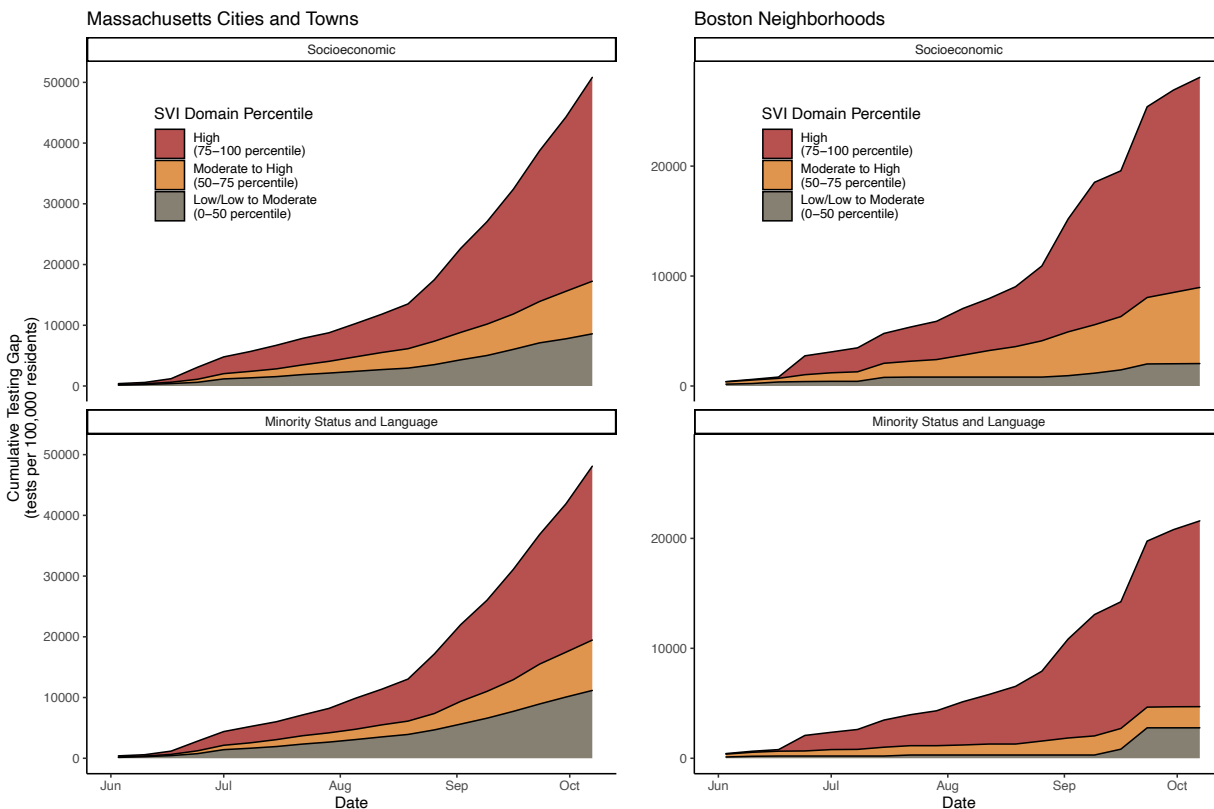 Massachusetts Cities and Towns
Boston Neighborhoods
Socioeconomic
Socioeconomic
50000
40000
30000
20000
10000
0
SVI Domain Percentile
High
(75−100 percentile)
Moderate to High
(50−75 percentile)
Low/Low to Moderate
(0−50 percentile)
20000
10000
0
SVI Domain Percentile
High
(75−100 percentile)
Moderate to High
(50−75 percentile)
Low/Low to Moderate
(0−50 percentile)
Cumulative Testing Gap
(tests per 100,000 residents)
Minority Status and Language
Minority Status and Language
50000
40000
30000
20000
10000
0
20000
10000
0
Jun Jul Aug Sep Oct
Date
Jun Jul Aug Sep Oct
Date